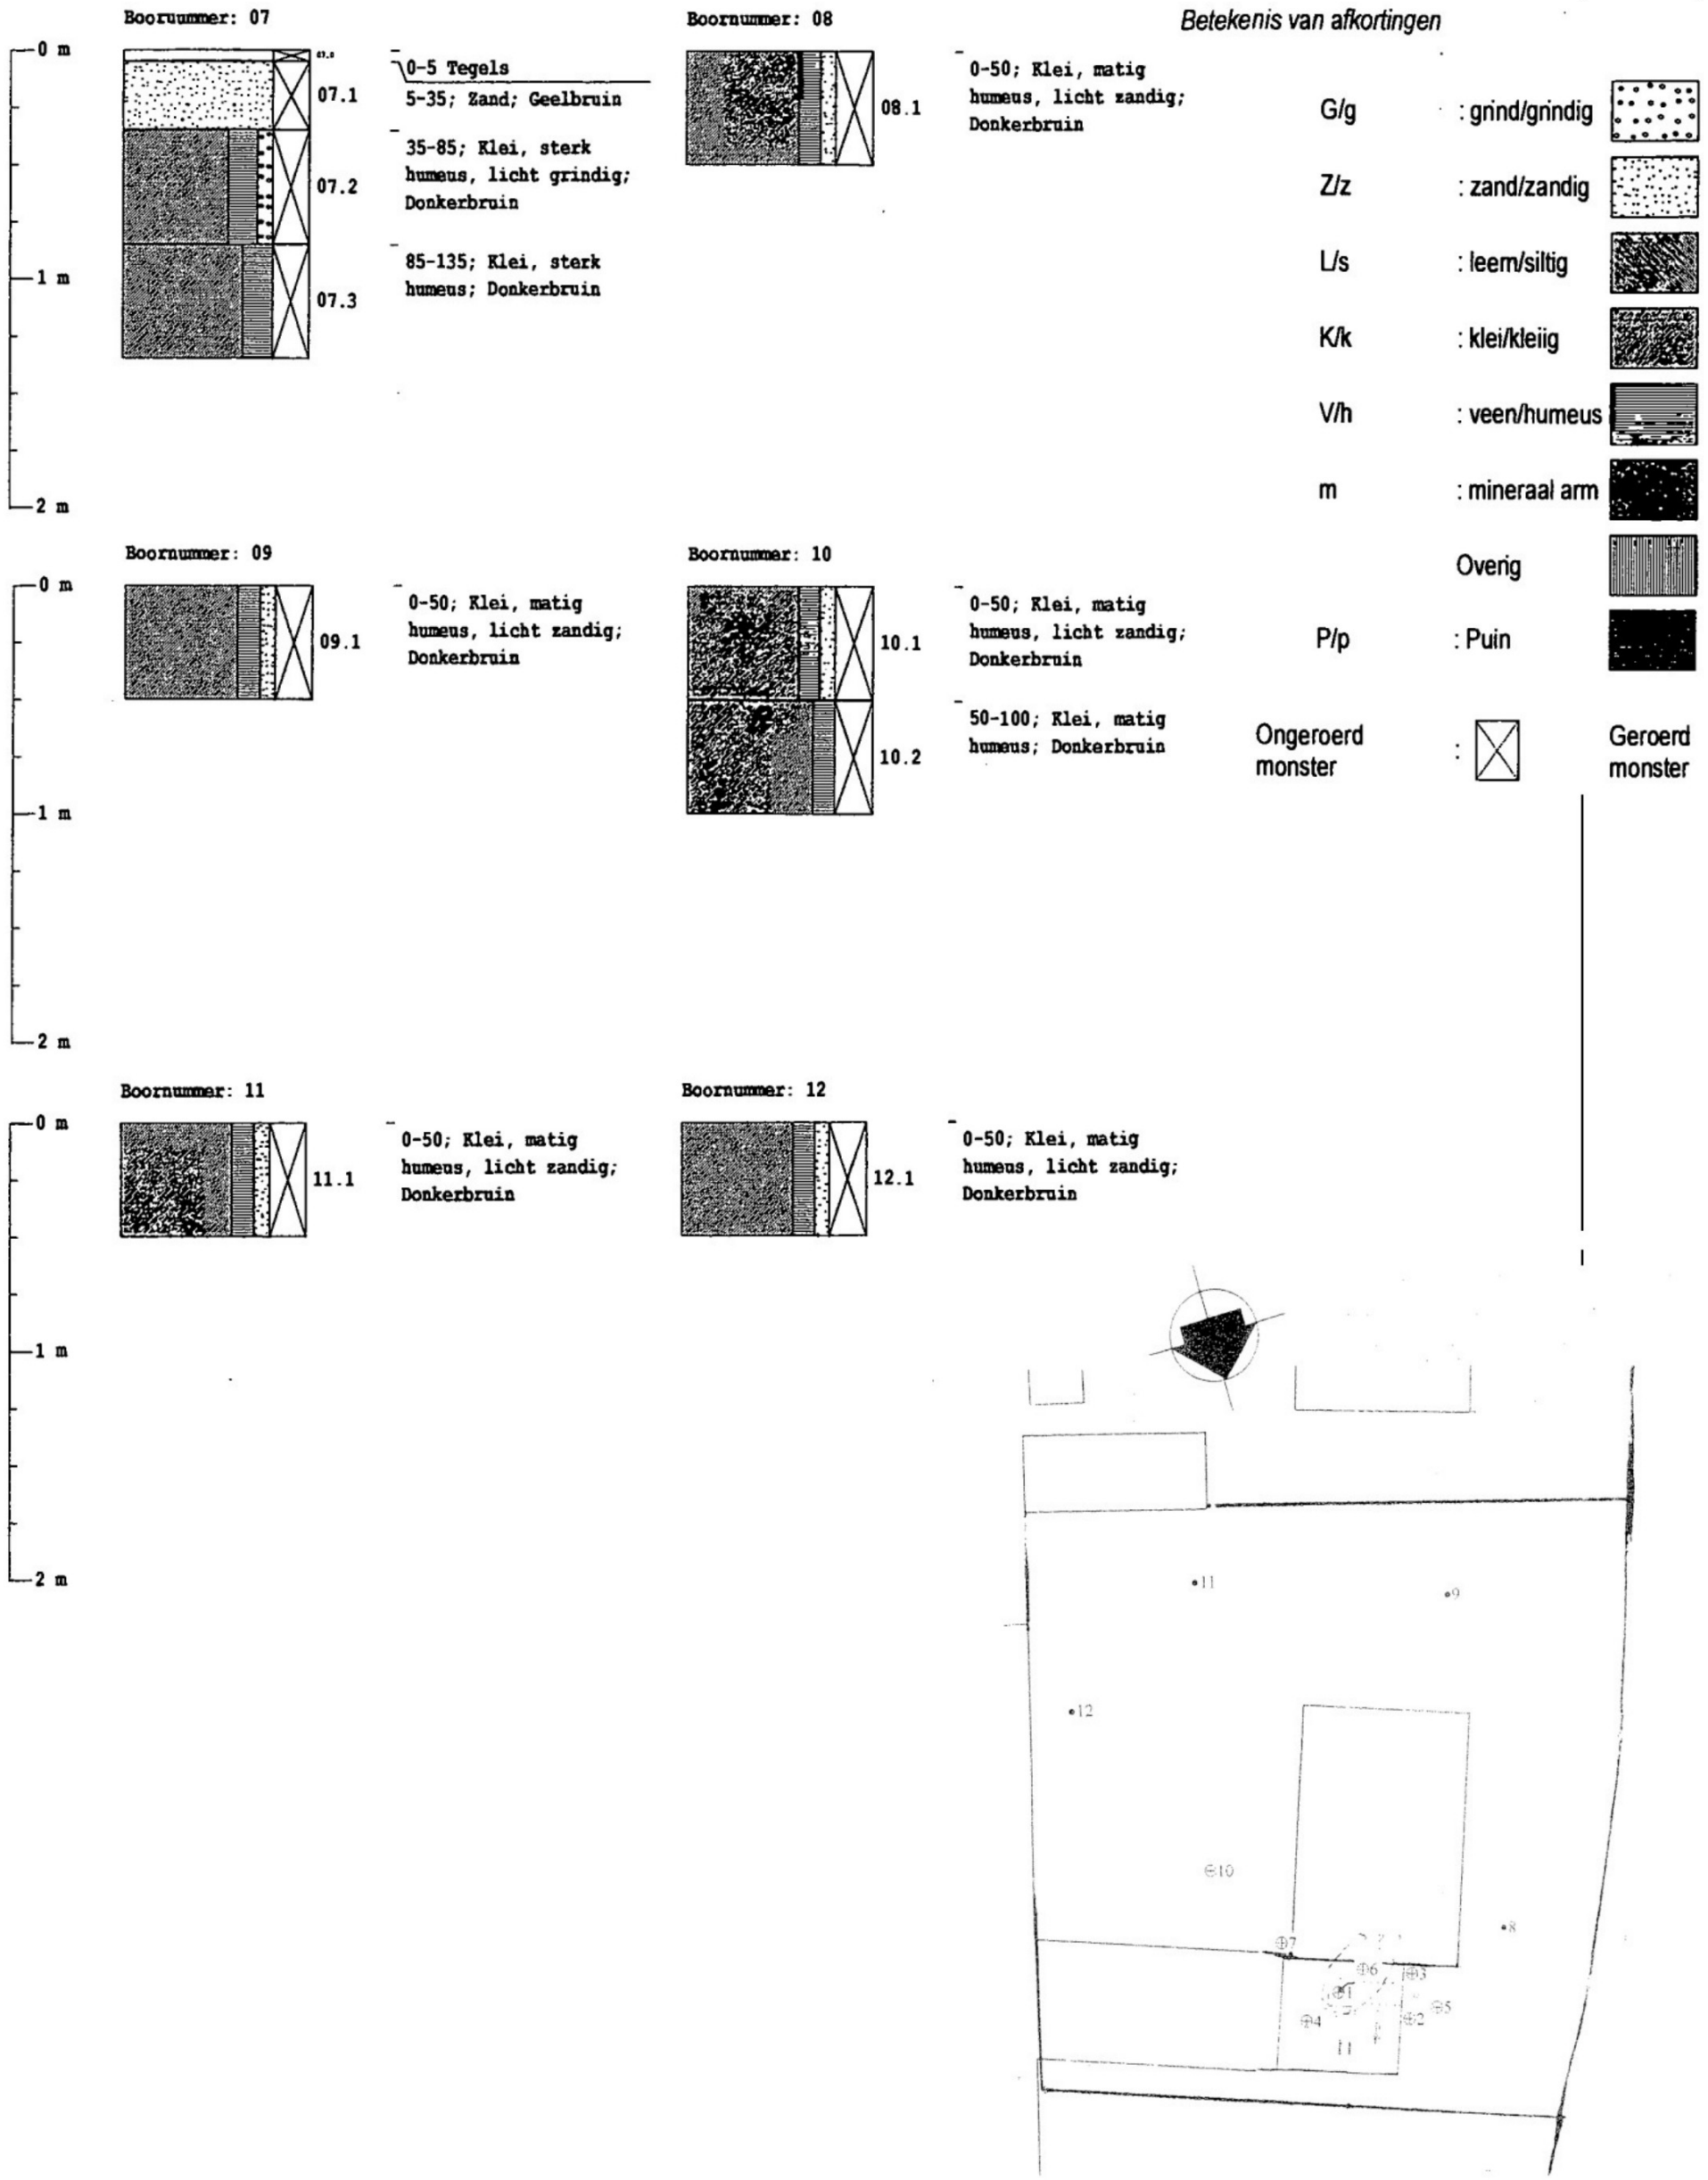 Boornummer: 07
0 m
1 m
2 m
07.0
07.1
07.2
07.3
0-5 Tegels
5-35; Zand; Geelbruin
35-85; Klei, sterk
humeus, licht grindig;
Donkerbruin
85-135; Klei, sterk
humeus; Donkerbruin
Boornummer: 08
08.1
0-50; Klei, matig
humeus, licht zandig;
Donkerbruin
Betekenis van afkortingen
G/g : grind/grindig
Z/z : zand/zandig
L/s : leem/siltig
K/k : klei/kleiig
V/h : veen/humeus
m : mineraal arm
Overig
P/p : Puin
Ongeroerd
monster :
Geroerd
monster
Boornummer: 09
0 m
1 m
2 m
09.1
0-50; Klei, matig
humeus, licht zandig;
Donkerbruin
Boornummer: 10
10.1
10.2
0-50; Klei, matig
humeus, licht zandig;
Donkerbruin
50-100; Klei, matig
humeus; Donkerbruin
Boornummer: 11
0 m
1 m
2 m
11.1
0-50; Klei, matig
humeus, licht zandig;
Donkerbruin
Boornummer: 12
12.1
0-50; Klei, matig
humeus, licht zandig;
Donkerbruin
11
9
12
10
8
7
6
3
1
5
4
2